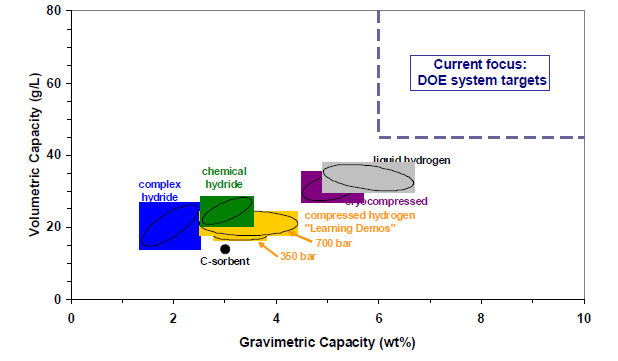 80
60
40
20
0
Volumetric Capacity (g/L)
Current focus:
DOE system targets
liquid hydrogen
chemical
hydride
complex
hydride
cryocompressed
compressed hydrogen
"Learning Demos"
700 bar
350 bar
C-sorbent
0
2
4
6
8
10
Gravimetric Capacity (wt%)